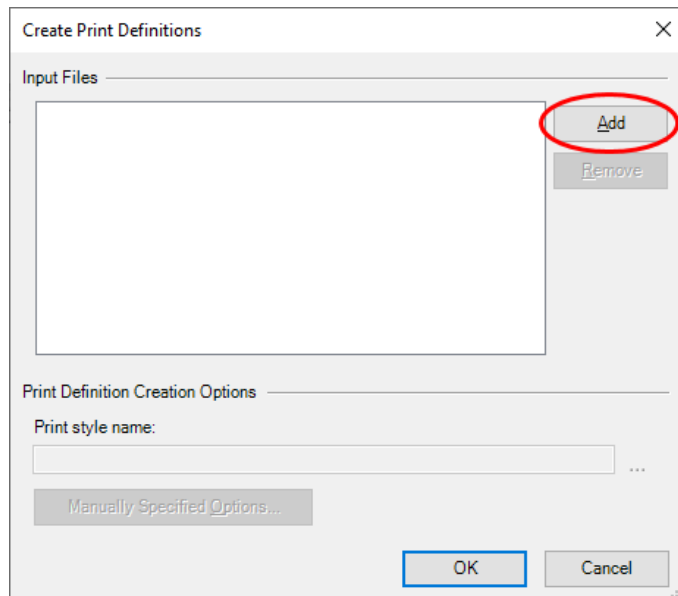 Create Print Definitions
Input Files
Add
Remove
Print Definition Creation Options
Print style name:
...
Manually Specified Options...
OK
Cancel